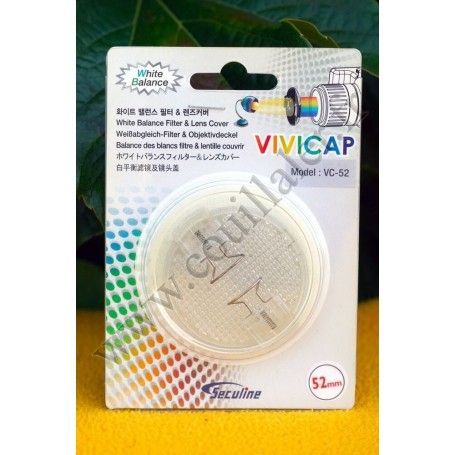 White
Balance
화이트 밸런스 필터 & 렌즈커버
White Balance Filter & Lens Cover
Weißabgleich-Filter & Objektivdeckel
Balance des blancs filtre & lentille couvrir
ホワイトバランスフィルター&レンズカバー
白平衡滤镜及镜头盖
VIVICAP
Model : VC-52
52mm
Seculine